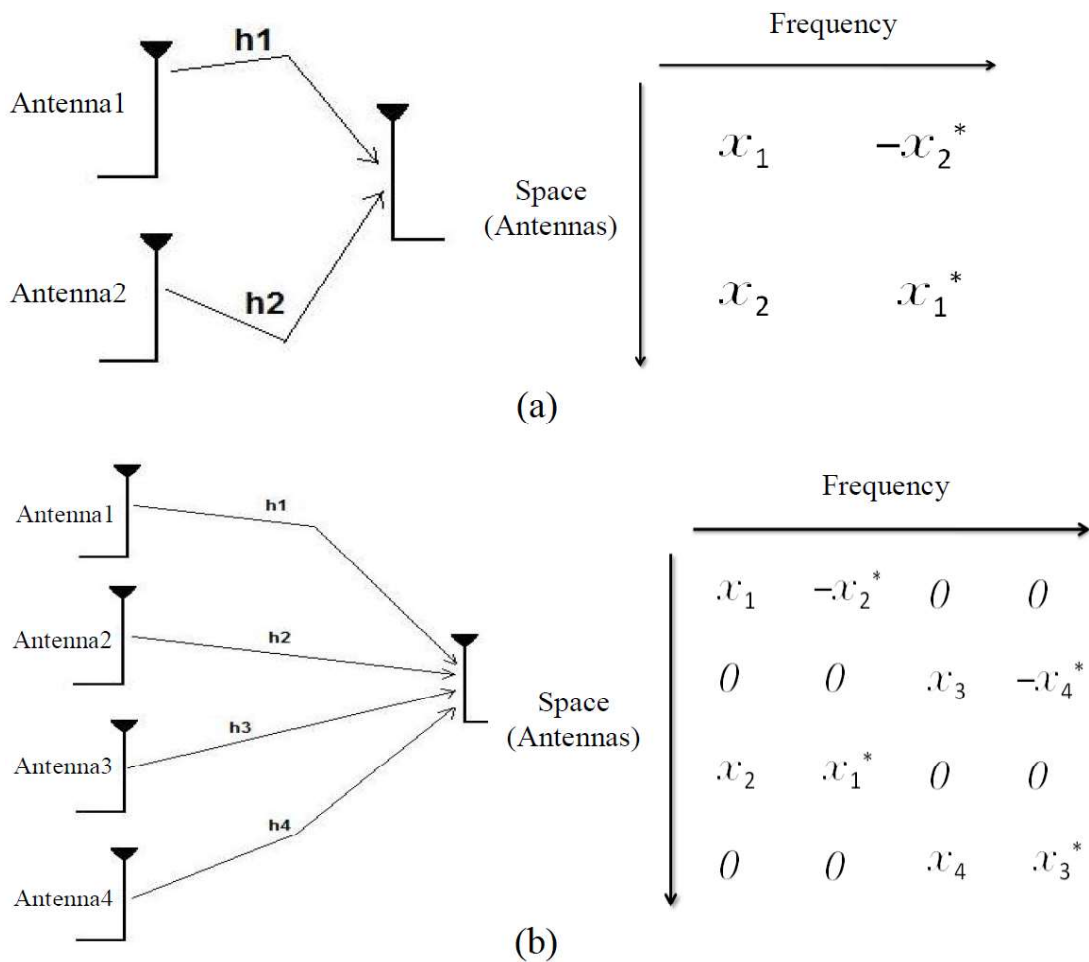 h1
Antenna1
Antenna2
h2
Frequency
Space
(Antennas)
x₁ −x₂*
x₂ x₁*
(a)
Antenna1
Antenna2
Antenna3
Antenna4
h1
h2
h3
h4
Frequency
Space
(Antennas)
x₁ −x₂* 0 0
0 0 x₃ −x₄*
x₂ x₁* 0 0
0 0 x₄ x₃*
(b)